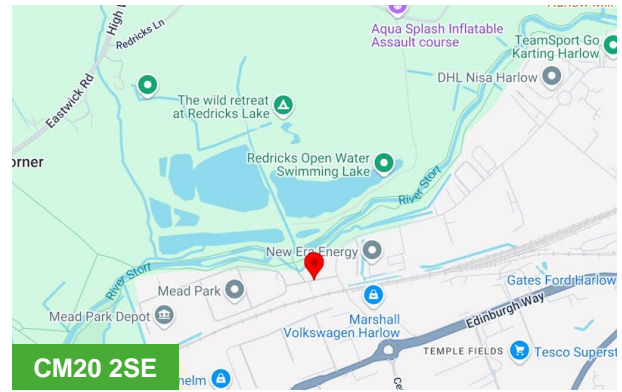 High
Redricks Ln
Eastwick Rd
Aqua Splash Inflatable
Assault course
TeamSport Go
Karting Harlow
DHL Nisa Harlow
The wild retreat
at Redricks Lake
orner
Redricks Open Water
Swimming Lake
River Stort
New Era Energy
River Stort
Mead Park
Gates Ford Harlow
Mead Park Depot
Marshall
Volkswagen Harlow
Edinburgh Way
TEMPLE FIELDS
Tesco Superst
CM20 2SE
helm